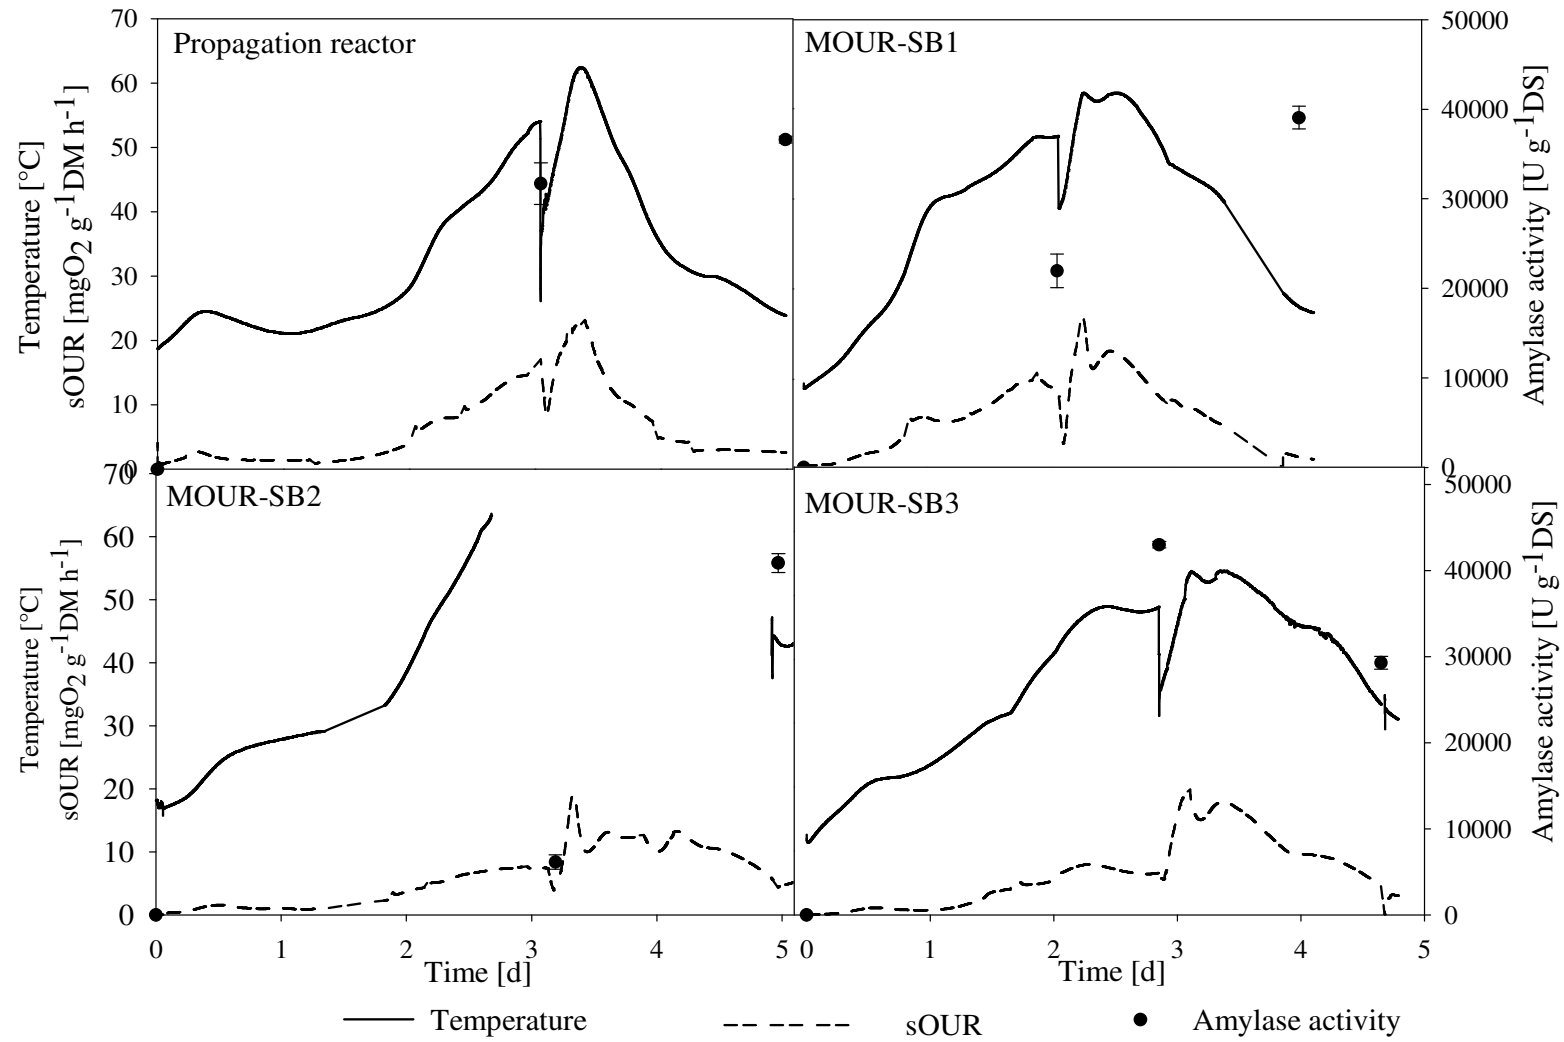 Propagation reactor
MOUR-SB1
70
60
50
40
30
20
10
0
Temperature [°C]
sOUR [mgO2 g-1DM h-1]
50000
40000
30000
20000
10000
0
Amylase activity [U g-1DS]
MOUR-SB2
MOUR-SB3
70
60
50
40
30
20
10
0
Temperature [°C]
sOUR [mgO2 g-1DM h-1]
50000
40000
30000
20000
10000
0
Amylase activity [U g-1DS]
0 1 2 3 4 5
0 1 2 3 4 5
Time [d]
Time [d]
Temperature
sOUR
Amylase activity